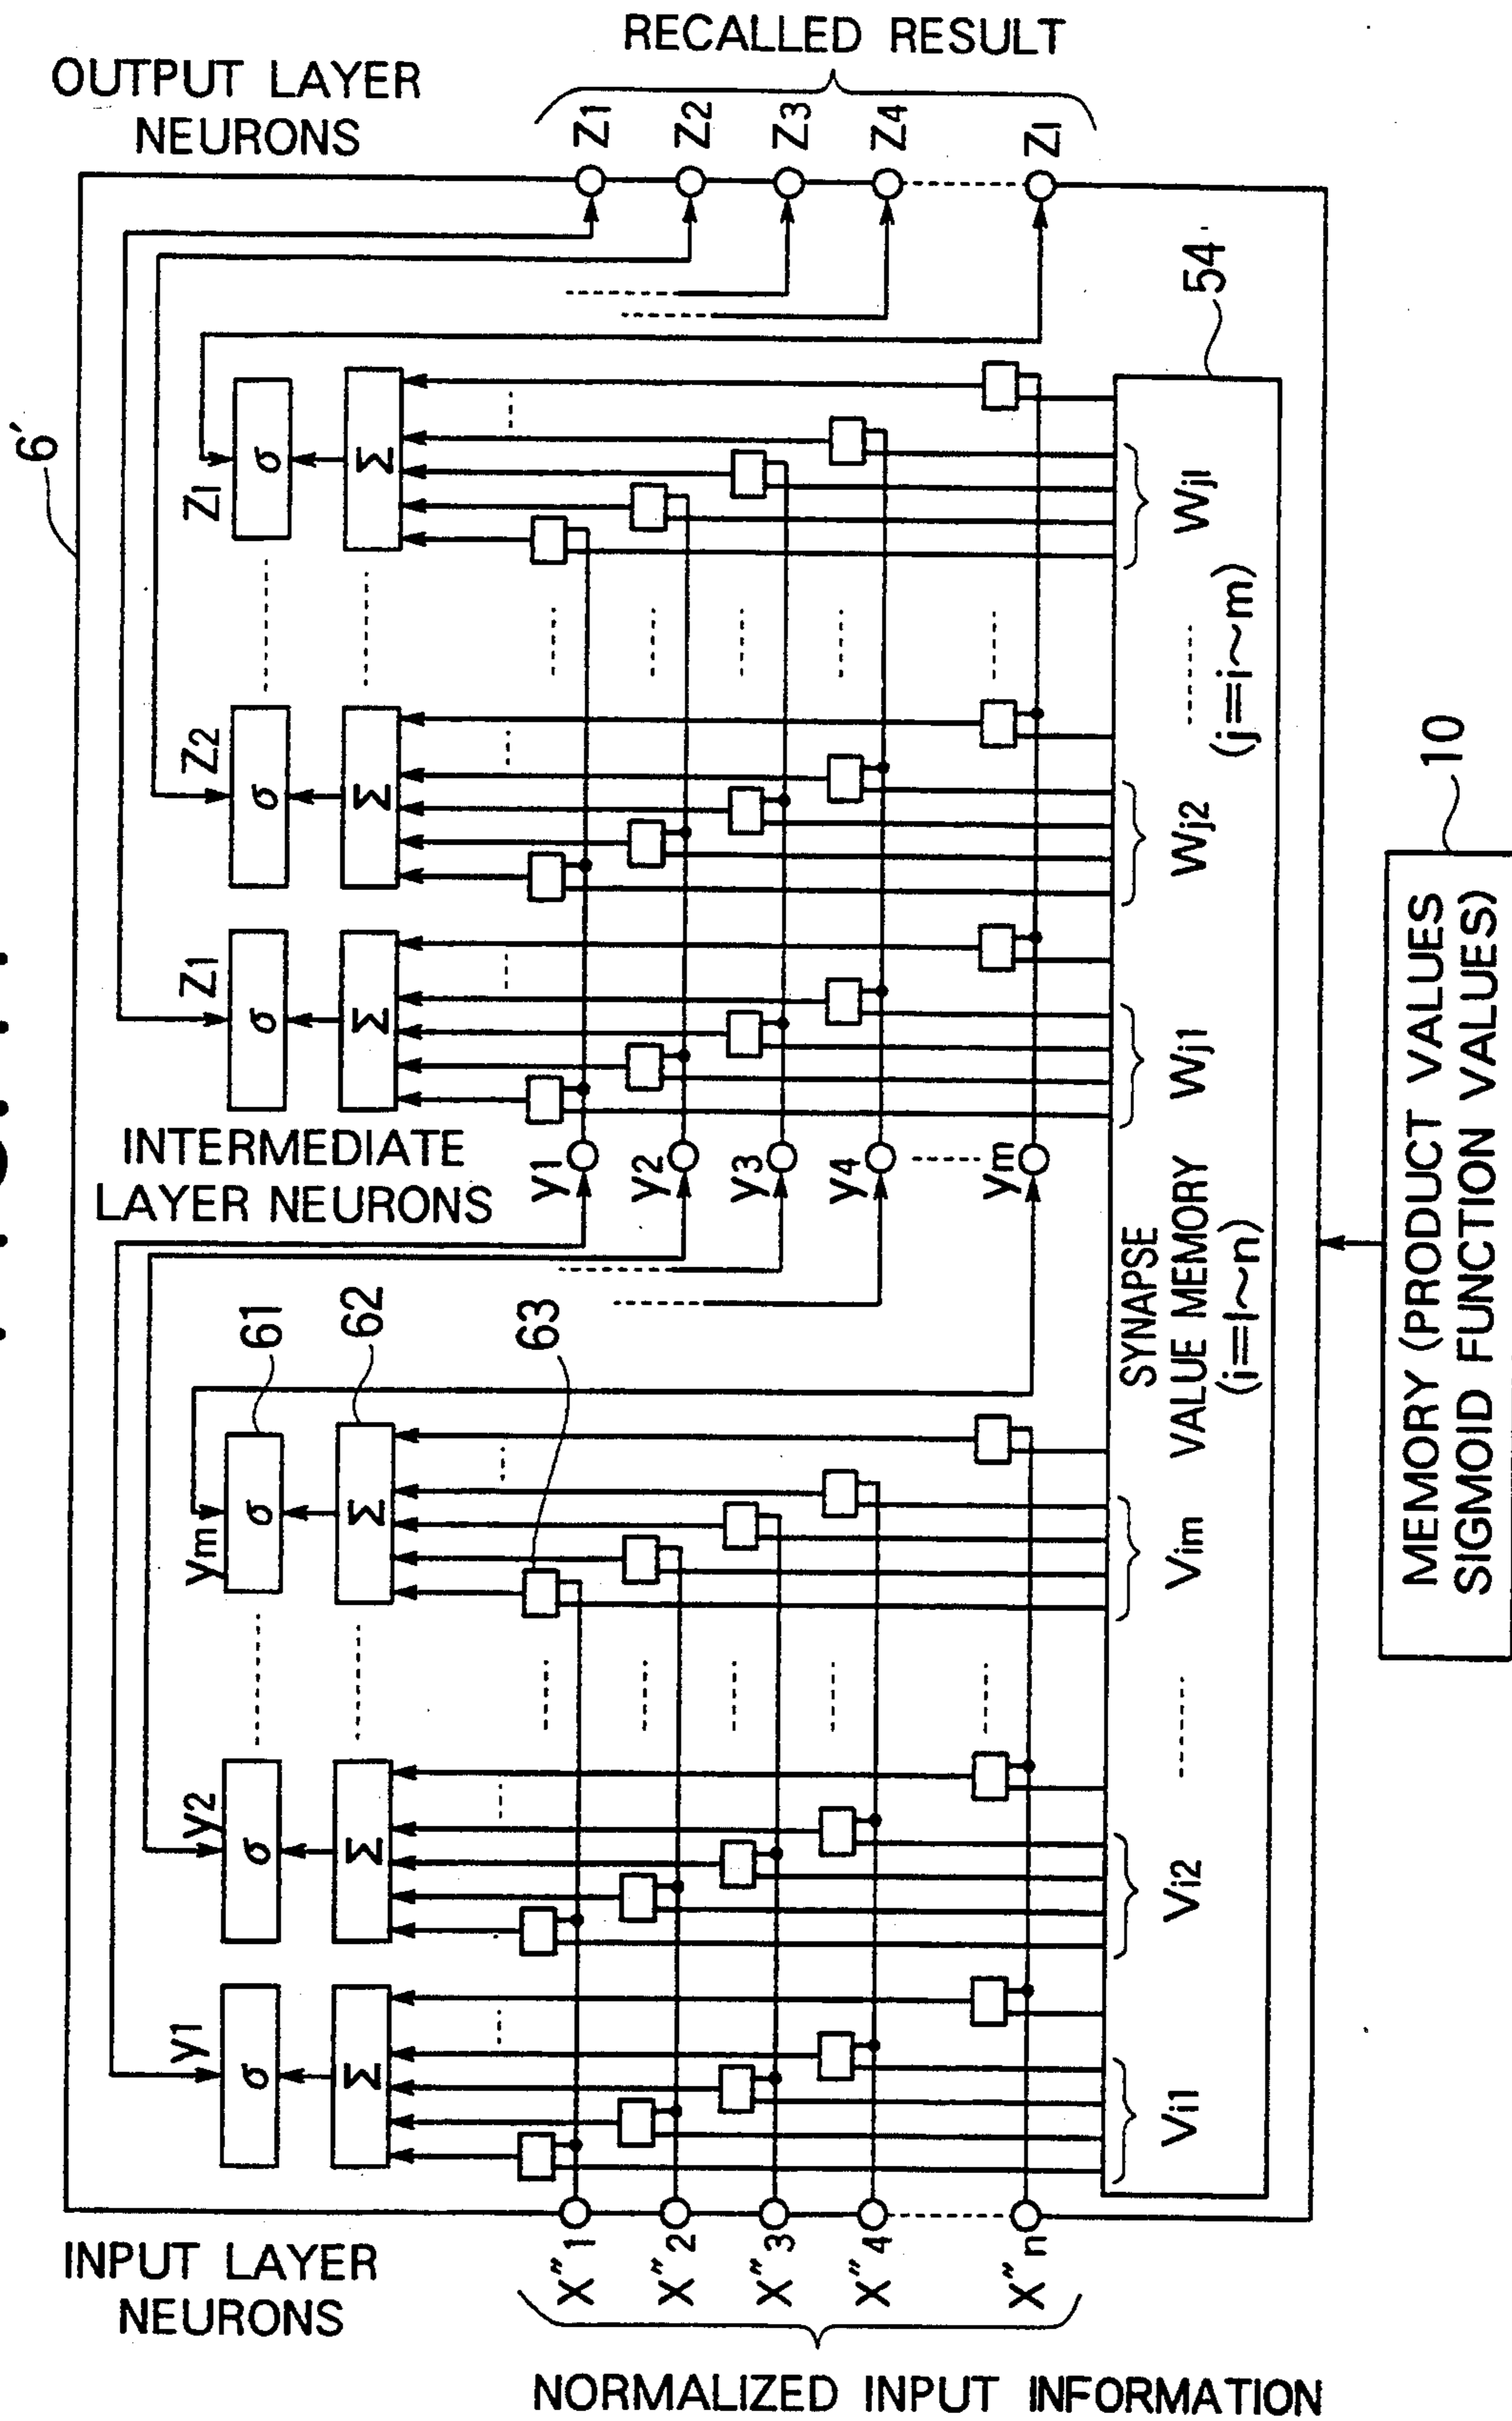 6'
OUTPUT LAYER
NEURONS
RECALLED RESULT
Z1
Z2
Z3
Z4
Zl
INPUT LAYER
NEURONS
X"1
X"2
X"3
X"4
X"n
NORMALIZED INPUT INFORMATION
y1
y2
ym
σ
σ
σ
61
Σ
Σ
Σ
62
63
INTERMEDIATE
LAYER NEURONS
y1
y2
y3
y4
ym
Z1
Z2
Zl
σ
σ
σ
Σ
Σ
Σ
Vi1
Vi2
Vim
SYNAPSE
VALUE MEMORY
(i=l~n)
Wj1
Wj2
Wjl
(j=i~m)
54
10
MEMORY (PRODUCT VALUES
SIGMOID FUNCTION VALUES)